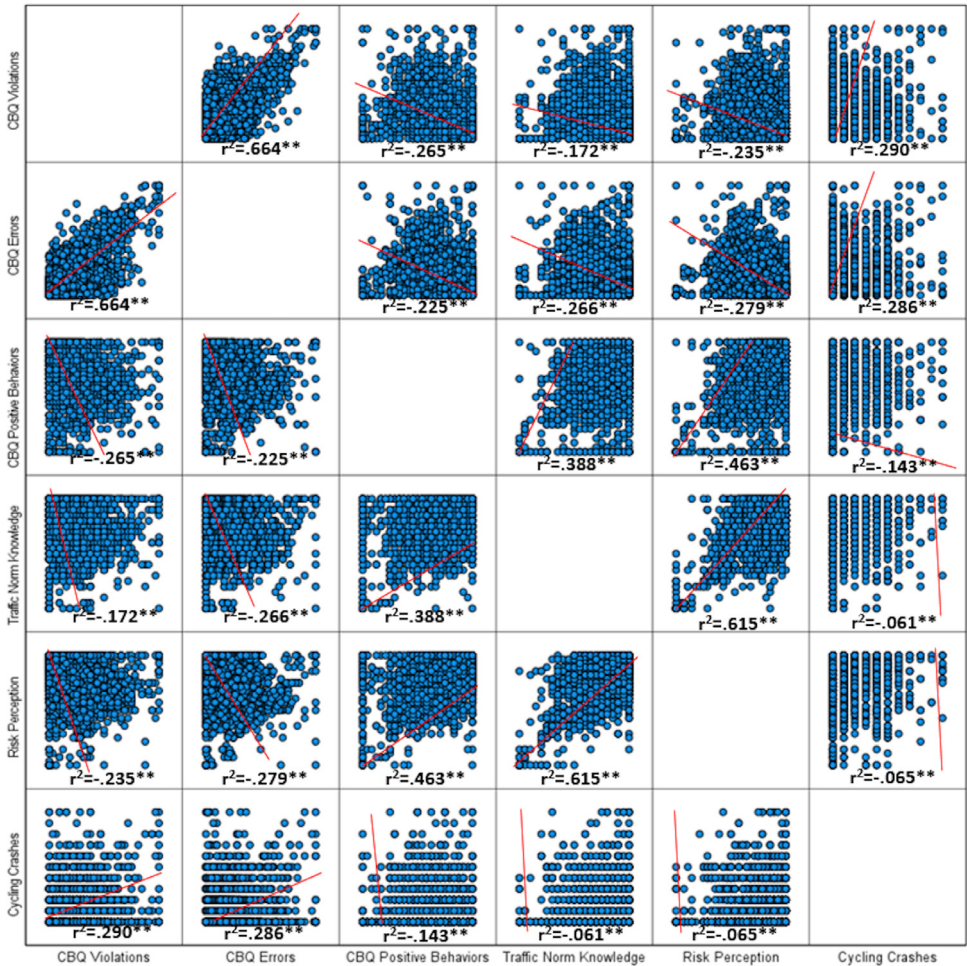 CBQ Violations
r²=.664**
r²=-.265**
r²=-.172**
r²=-.235**
r²=.290**
CBQ Errors
r²=.664**
r²=-.225**
r²=-.266**
r²=-.279**
r²=.286**
CBQ Positive Behaviors
r²=-.265**
r²=-.225**
r²=.388**
r²=.463**
r²=-.143**
Traffic Norm Knowledge
r²=-.172**
r²=-.266**
r²=.388**
r²=.615**
r²=-.061**
Risk Perception
r²=-.235**
r²=-.279**
r²=.463**
r²=.615**
r²=-.065**
Cycling Crashes
r²=.290**
r²=.286**
r²=-.143**
r²=-.061**
r²=-.065**
CBQ Violations
CBQ Errors
CBQ Positive Behaviors
Traffic Norm Knowledge
Risk Perception
Cycling Crashes